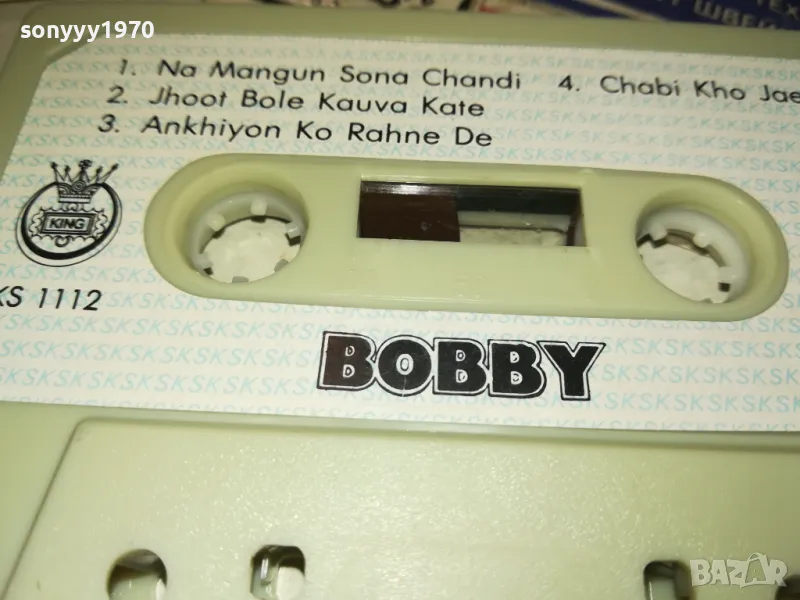 sonyyy1970
1. Na Mangun Sona Chandi
2. Jhoot Bole Kauva Kate
3. Ankhiyon Ko Rahne De
4. Chabi Kho Jae
KING
KS 1112
BOBBY
BAZAR